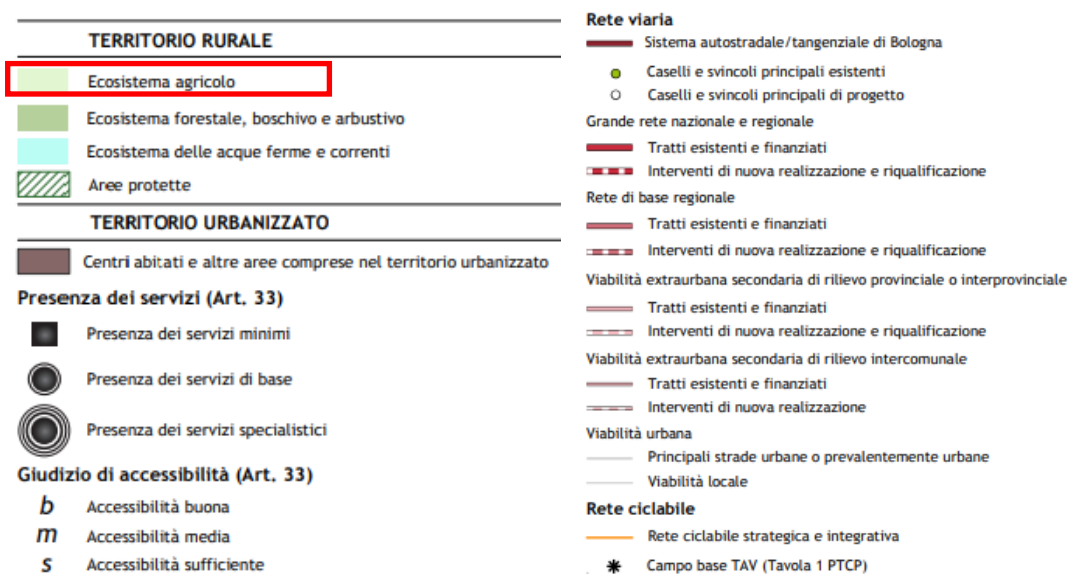 TERRITORIO RURALE
Ecosistema agricolo
Ecosistema forestale, boschivo e arbustivo
Ecosistema delle acque ferme e correnti
Aree protette
TERRITORIO URBANIZZATO
Centri abitati e altre aree comprese nel territorio urbanizzato
Presenza dei servizi (Art. 33)
Presenza dei servizi minimi
Presenza dei servizi di base
Presenza dei servizi specialistici
Giudizio di accessibilità (Art. 33)
b Accessibilità buona
m Accessibilità media
s Accessibilità sufficiente
Rete viaria
Sistema autostradale/tangenziale di Bologna
Caselli e svincoli principali esistenti
Caselli e svincoli principali di progetto
Grande rete nazionale e regionale
Tratti esistenti e finanziati
Interventi di nuova realizzazione e riqualificazione
Rete di base regionale
Tratti esistenti e finanziati
Interventi di nuova realizzazione e riqualificazione
Viabilità extraurbana secondaria di rilievo provinciale o interprovinciale
Tratti esistenti e finanziati
Interventi di nuova realizzazione e riqualificazione
Viabilità extraurbana secondaria di rilievo intercomunale
Tratti esistenti e finanziati
Interventi di nuova realizzazione
Viabilità urbana
Principali strade urbane o prevalentemente urbane
Viabilità locale
Rete ciclabile
Rete ciclabile strategica e integrativa
Campo base TAV (Tavola 1 PTCP)